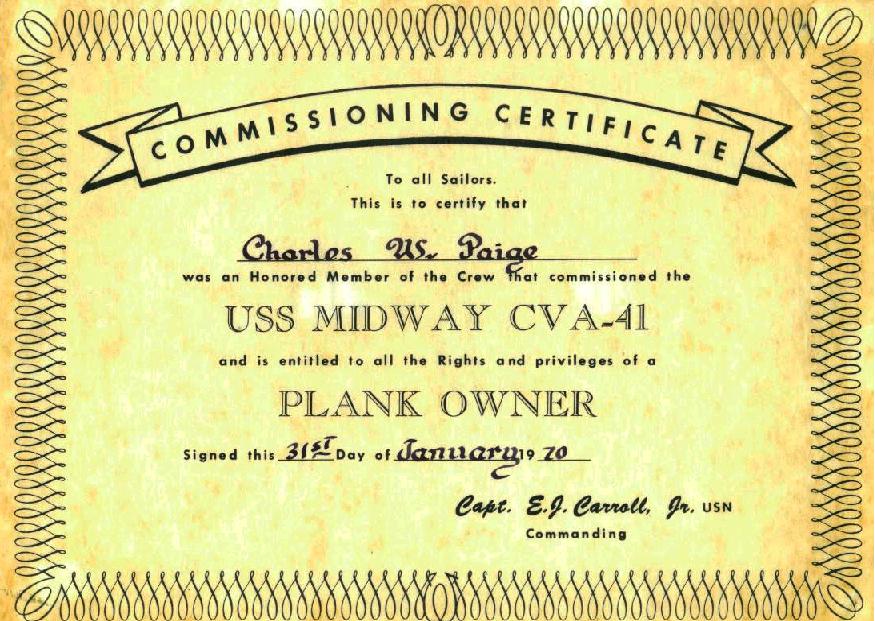 COMMISSIONING CERTIFICATE
To all Sailors.
This is to certify that
Charles W. Paige
was an Honored Member of the Crew that commissioned the
USS MIDWAY CVA-41
and is entitled to all the Rights and privileges of a
PLANK OWNER
Signed this 31ST Day of January 19 70
Capt. E.J. Carroll, Jr. USN
Commanding